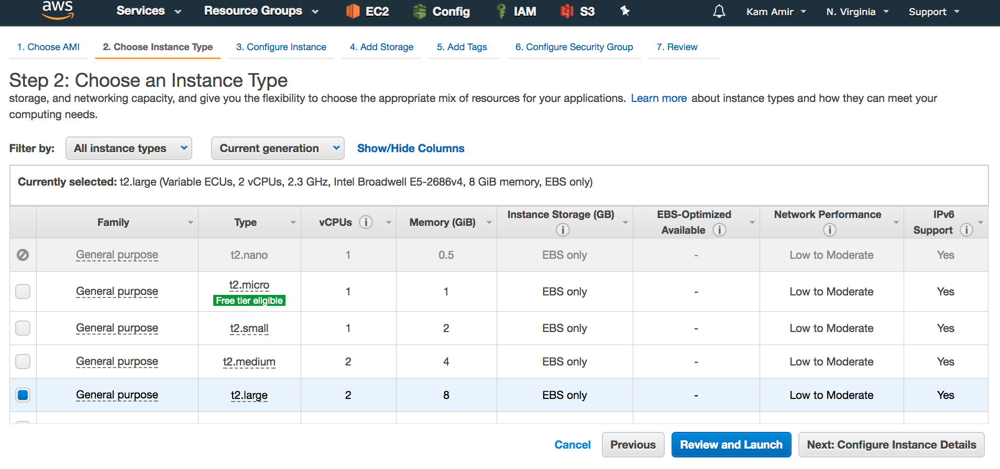 aws Services Resource Groups EC2 Config IAM S3 Kam Amir N. Virginia Support
1. Choose AMI 2. Choose Instance Type 3. Configure Instance 4. Add Storage 5. Add Tags 6. Configure Security Group 7. Review
Step 2: Choose an Instance Type
storage, and networking capacity, and give you the flexibility to choose the appropriate mix of resources for your applications. Learn more about instance types and how they can meet your
computing needs.
Filter by: All instance types Current generation Show/Hide Columns
Currently selected: t2.large (Variable ECUs, 2 vCPUs, 2.3 GHz, Intel Broadwell E5-2686v4, 8 GiB memory, EBS only)
Family Type vCPUs i Memory (GiB) Instance Storage (GB) i EBS-Optimized Available i Network Performance i IPv6 Support i
General purpose t2.nano 1 0.5 EBS only - Low to Moderate Yes
General purpose t2.micro Free tier eligible 1 1 EBS only - Low to Moderate Yes
General purpose t2.small 1 2 EBS only - Low to Moderate Yes
General purpose t2.medium 2 4 EBS only - Low to Moderate Yes
General purpose t2.large 2 8 EBS only - Low to Moderate Yes
Cancel Previous Review and Launch Next: Configure Instance Details